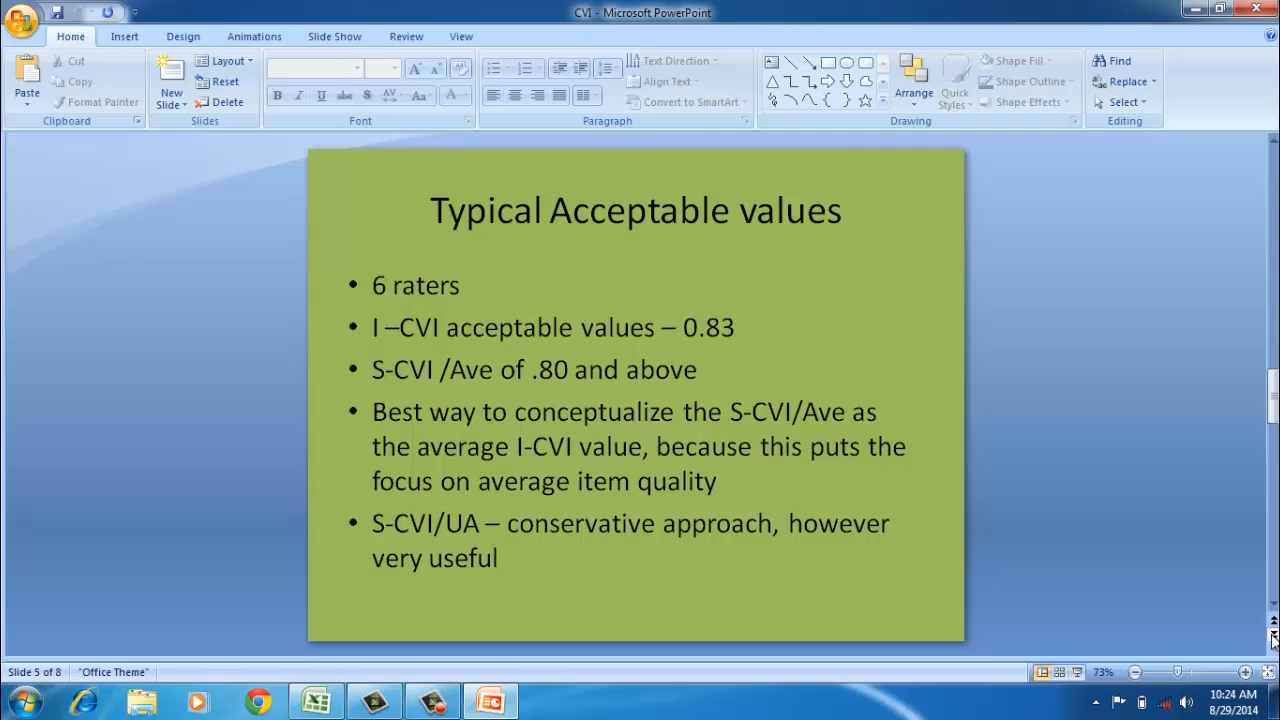 CVI - Microsoft PowerPoint
Home Insert Design Animations Slide Show Review View
Paste
Cut
Copy
Format Painter
Clipboard
New Slide
Layout
Reset
Delete
Slides
B I U abc S AV Aa A
Font
Text Direction
Align Text
Convert to SmartArt
Paragraph
Arrange
Quick Styles
Shape Fill
Shape Outline
Shape Effects
Drawing
Find
Replace
Select
Editing
Typical Acceptable values
• 6 raters
• I –CVI acceptable values – 0.83
• S-CVI /Ave of .80 and above
• Best way to conceptualize the S-CVI/Ave as
the average I-CVI value, because this puts the
focus on average item quality
• S-CVI/UA – conservative approach, however
very useful
Slide 5 of 8 "Office Theme" 73%
10:24 AM
8/29/2014